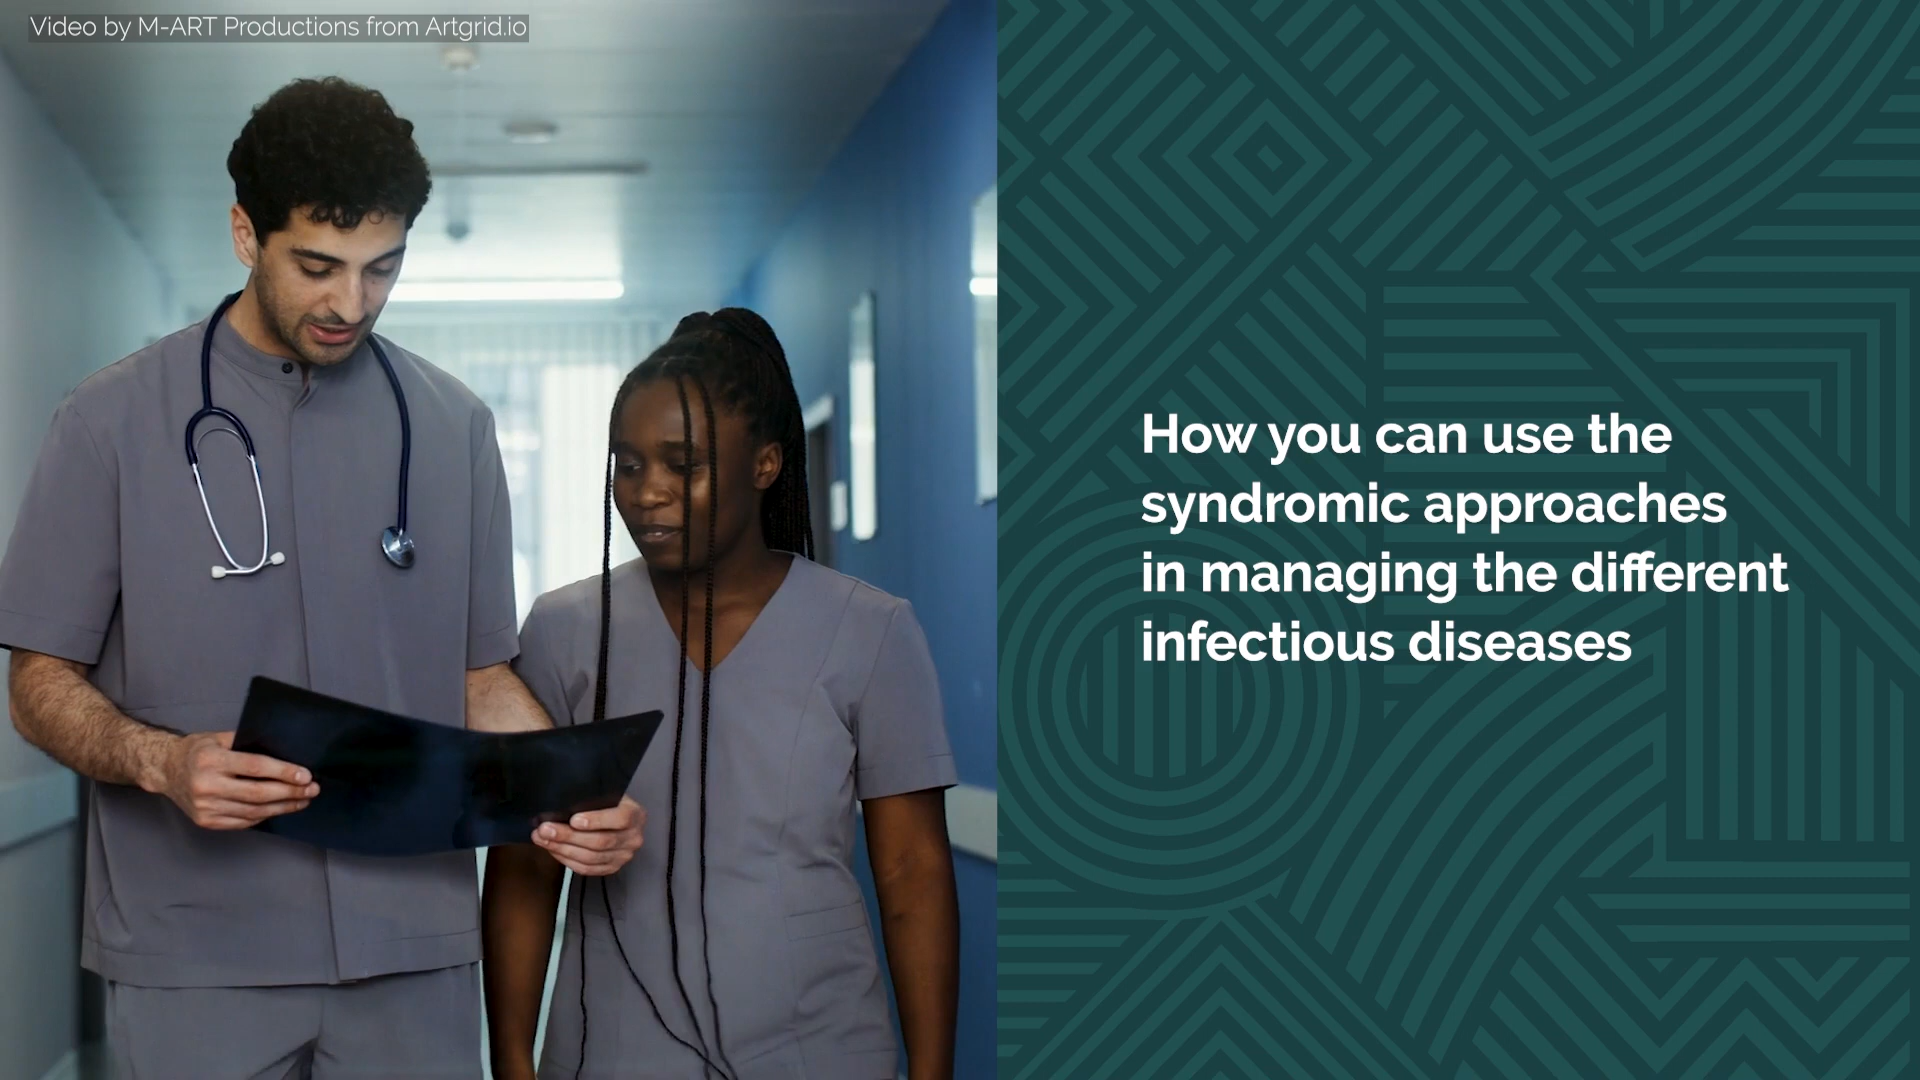 Video by M-ART Productions from Artgrid.io
How you can use the
syndromic approaches
in managing the different
infectious diseases